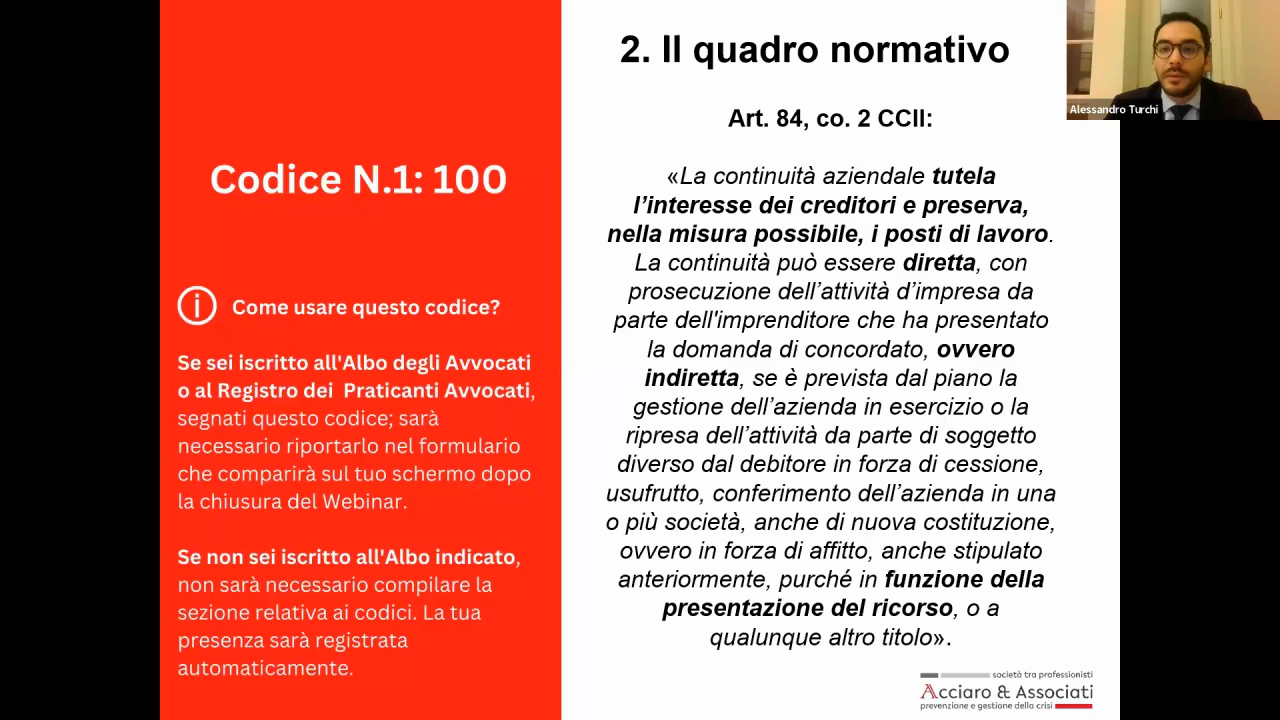 Codice N.1: 100
Come usare questo codice?
Se sei iscritto all'Albo degli Avvocati
o al Registro dei Praticanti Avvocati,
segnati questo codice; sarà
necessario riportarlo nel formulario
che comparirà sul tuo schermo dopo
la chiusura del Webinar.
Se non sei iscritto all'Albo indicato,
non sarà necessario compilare la
sezione relativa ai codici. La tua
presenza sarà registrata
automaticamente.
2. Il quadro normativo
Art. 84, co. 2 CCII:
«La continuità aziendale tutela
l’interesse dei creditori e preserva,
nella misura possibile, i posti di lavoro.
La continuità può essere diretta, con
prosecuzione dell’attività d’impresa da
parte dell'imprenditore che ha presentato
la domanda di concordato, ovvero
indiretta, se è prevista dal piano la
gestione dell’azienda in esercizio o la
ripresa dell’attività da parte di soggetto
diverso dal debitore in forza di cessione,
usufrutto, conferimento dell’azienda in una
o più società, anche di nuova costituzione,
ovvero in forza di affitto, anche stipulato
anteriormente, purché in funzione della
presentazione del ricorso, o a
qualunque altro titolo».
società tra professionisti
Acciaro & Associati
prevenzione e gestione della crisi
Alessandro Turchi